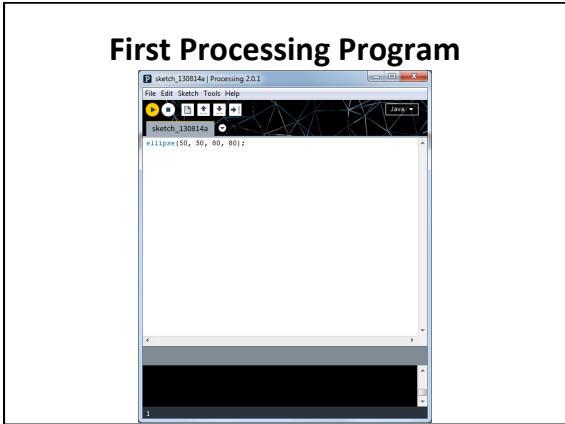 First Processing Program
sketch_130814a | Processing 2.0.1
File Edit Sketch Tools Help
Java
sketch_130814a
ellipse(50, 50, 80, 80);
1